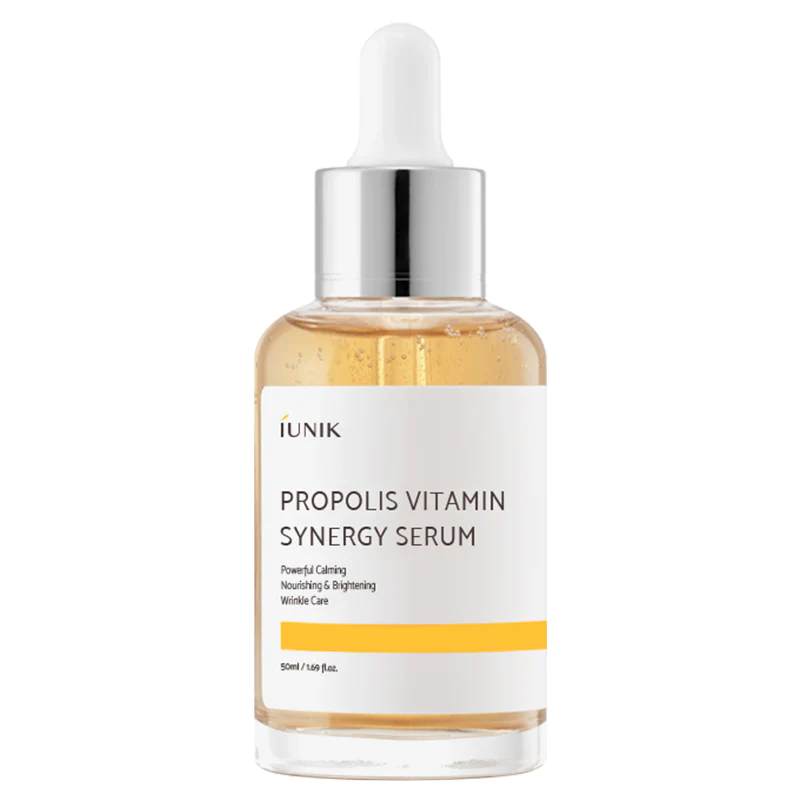 iUNIK
PROPOLIS VITAMIN
SYNERGY SERUM
Powerful Calming
Nourishing & Brightening
Wrinkle Care
50ml / 1.69 fl.oz.